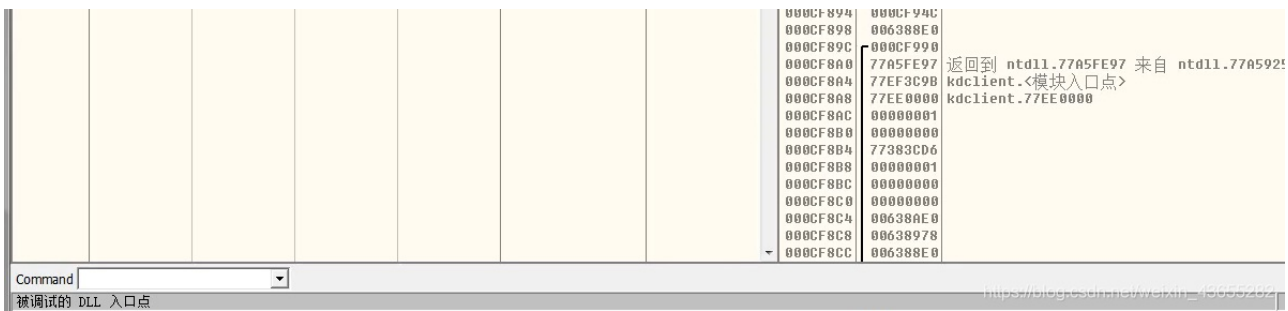 000CF894 000CF94C
000CF898 006388E0
000CF89C 000CF990
000CF8A0 77A5FE97 返回到 ntdll.77A5FE97 来自 ntdll.77A5925
000CF8A4 77EF3C9B kdclient.<模块入口点>
000CF8A8 77EE0000 kdclient.77EE0000
000CF8AC 00000001
000CF8B0 00000000
000CF8B4 77383CD6
000CF8B8 00000001
000CF8BC 00000000
000CF8C0 00000000
000CF8C4 00638AE0
000CF8C8 00638978
000CF8CC 006388E0
Command
被调试的 DLL 入口点
https://blog.csdn.net/weixin_43655282